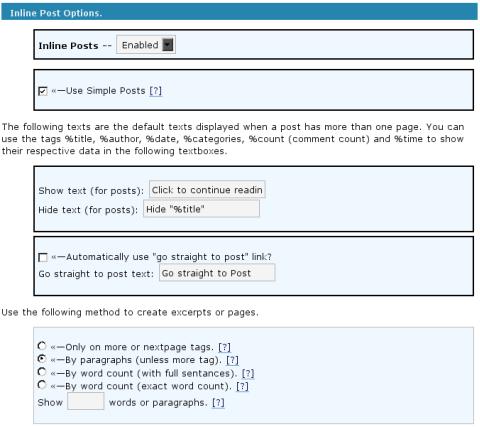 Inline Post Options.
Inline Posts -- Enabled
«—Use Simple Posts [?]
The following texts are the default texts displayed when a post has more than one page. You can
use the tags %title, %author, %date, %categories, %count (comment count) and %time to show
their respective data in the following textboxes.
Show text (for posts): Click to continue readin
Hide text (for posts): Hide "%title"
«—Automatically use "go straight to post" link?
Go straight to post text: Go straight to Post
Use the following method to create excerpts or pages.
«—Only on more or nextpage tags. [?]
«—By paragraphs (unless more tag). [?]
«—By word count (with full sentances). [?]
«—By word count (exact word count). [?]
Show words or paragraphs. [?]